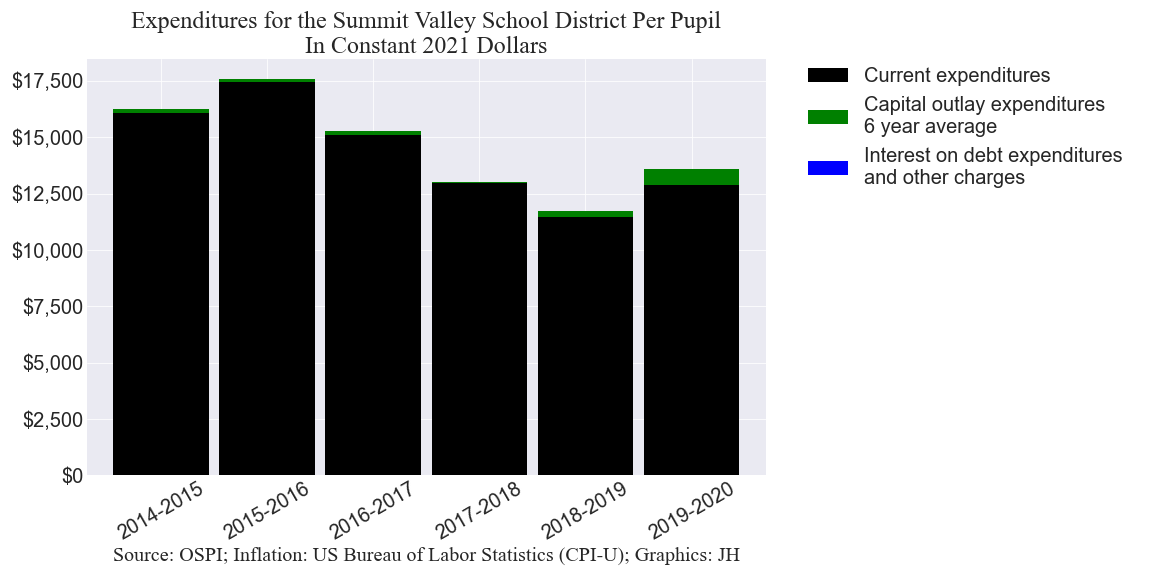 Expenditures for the Summit Valley School District Per Pupil
In Constant 2021 Dollars
$17,500
$15,000
$12,500
$10,000
$7,500
$5,000
$2,500
$0
2014-2015
2015-2016
2016-2017
2017-2018
2018-2019
2019-2020
Current expenditures
Capital outlay expenditures
6 year average
Interest on debt expenditures
and other charges
Source: OSPI; Inflation: US Bureau of Labor Statistics (CPI-U); Graphics: JH